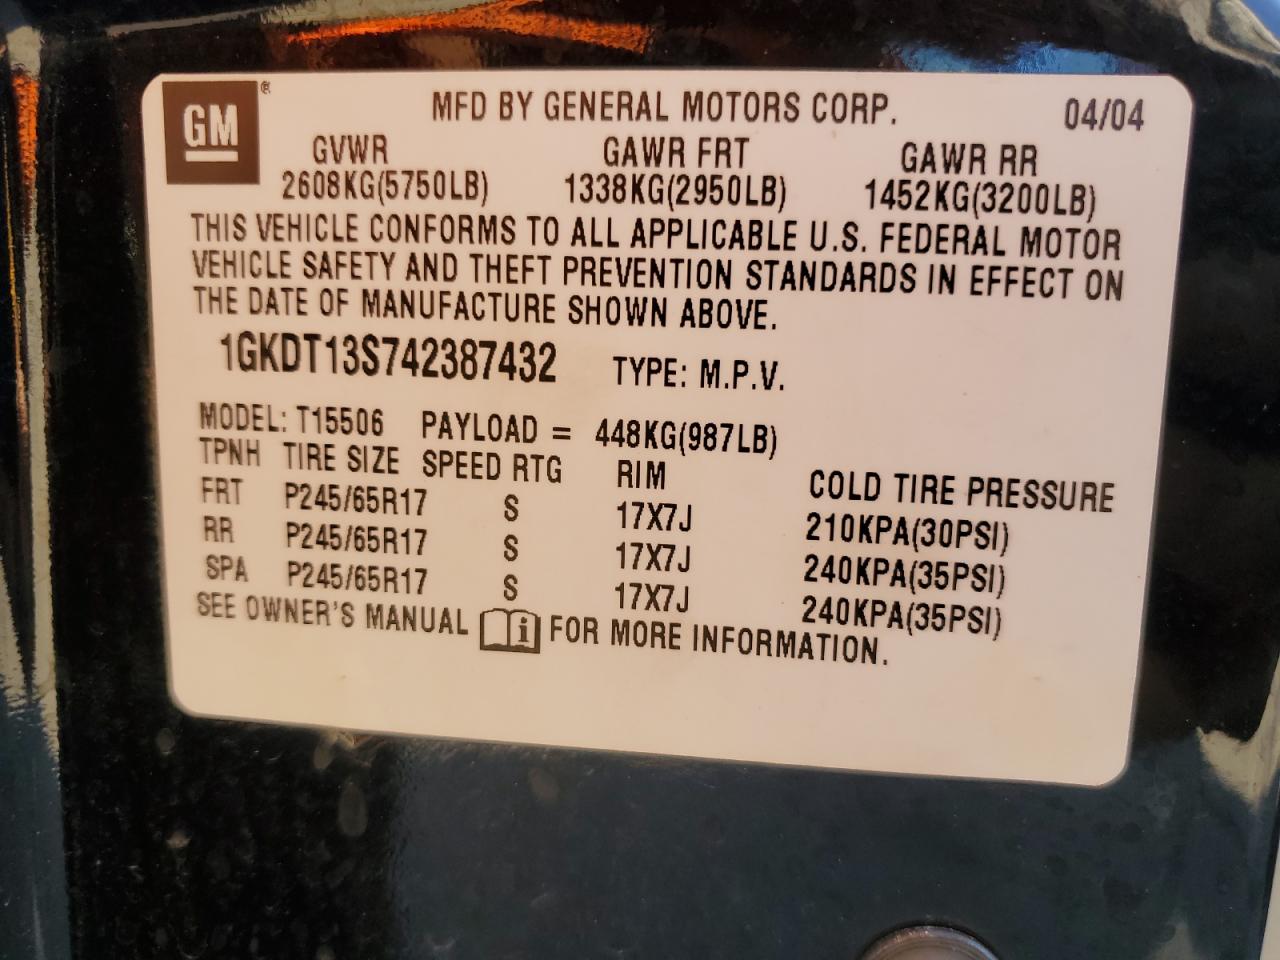 GM ®
MFD BY GENERAL MOTORS CORP. 04/04
GVWR GAWR FRT GAWR RR
2608KG(5750LB) 1338KG(2950LB) 1452KG(3200LB)
THIS VEHICLE CONFORMS TO ALL APPLICABLE U.S. FEDERAL MOTOR
VEHICLE SAFETY AND THEFT PREVENTION STANDARDS IN EFFECT ON
THE DATE OF MANUFACTURE SHOWN ABOVE.
1GKDT13S742387432 TYPE: M.P.V.
MODEL: T15506 PAYLOAD = 448KG(987LB)
TPNH TIRE SIZE SPEED RTG RIM COLD TIRE PRESSURE
FRT P245/65R17 S 17X7J 210KPA(30PSI)
RR P245/65R17 S 17X7J 240KPA(35PSI)
SPA P245/65R17 S 17X7J 240KPA(35PSI)
SEE OWNER'S MANUAL i FOR MORE INFORMATION.